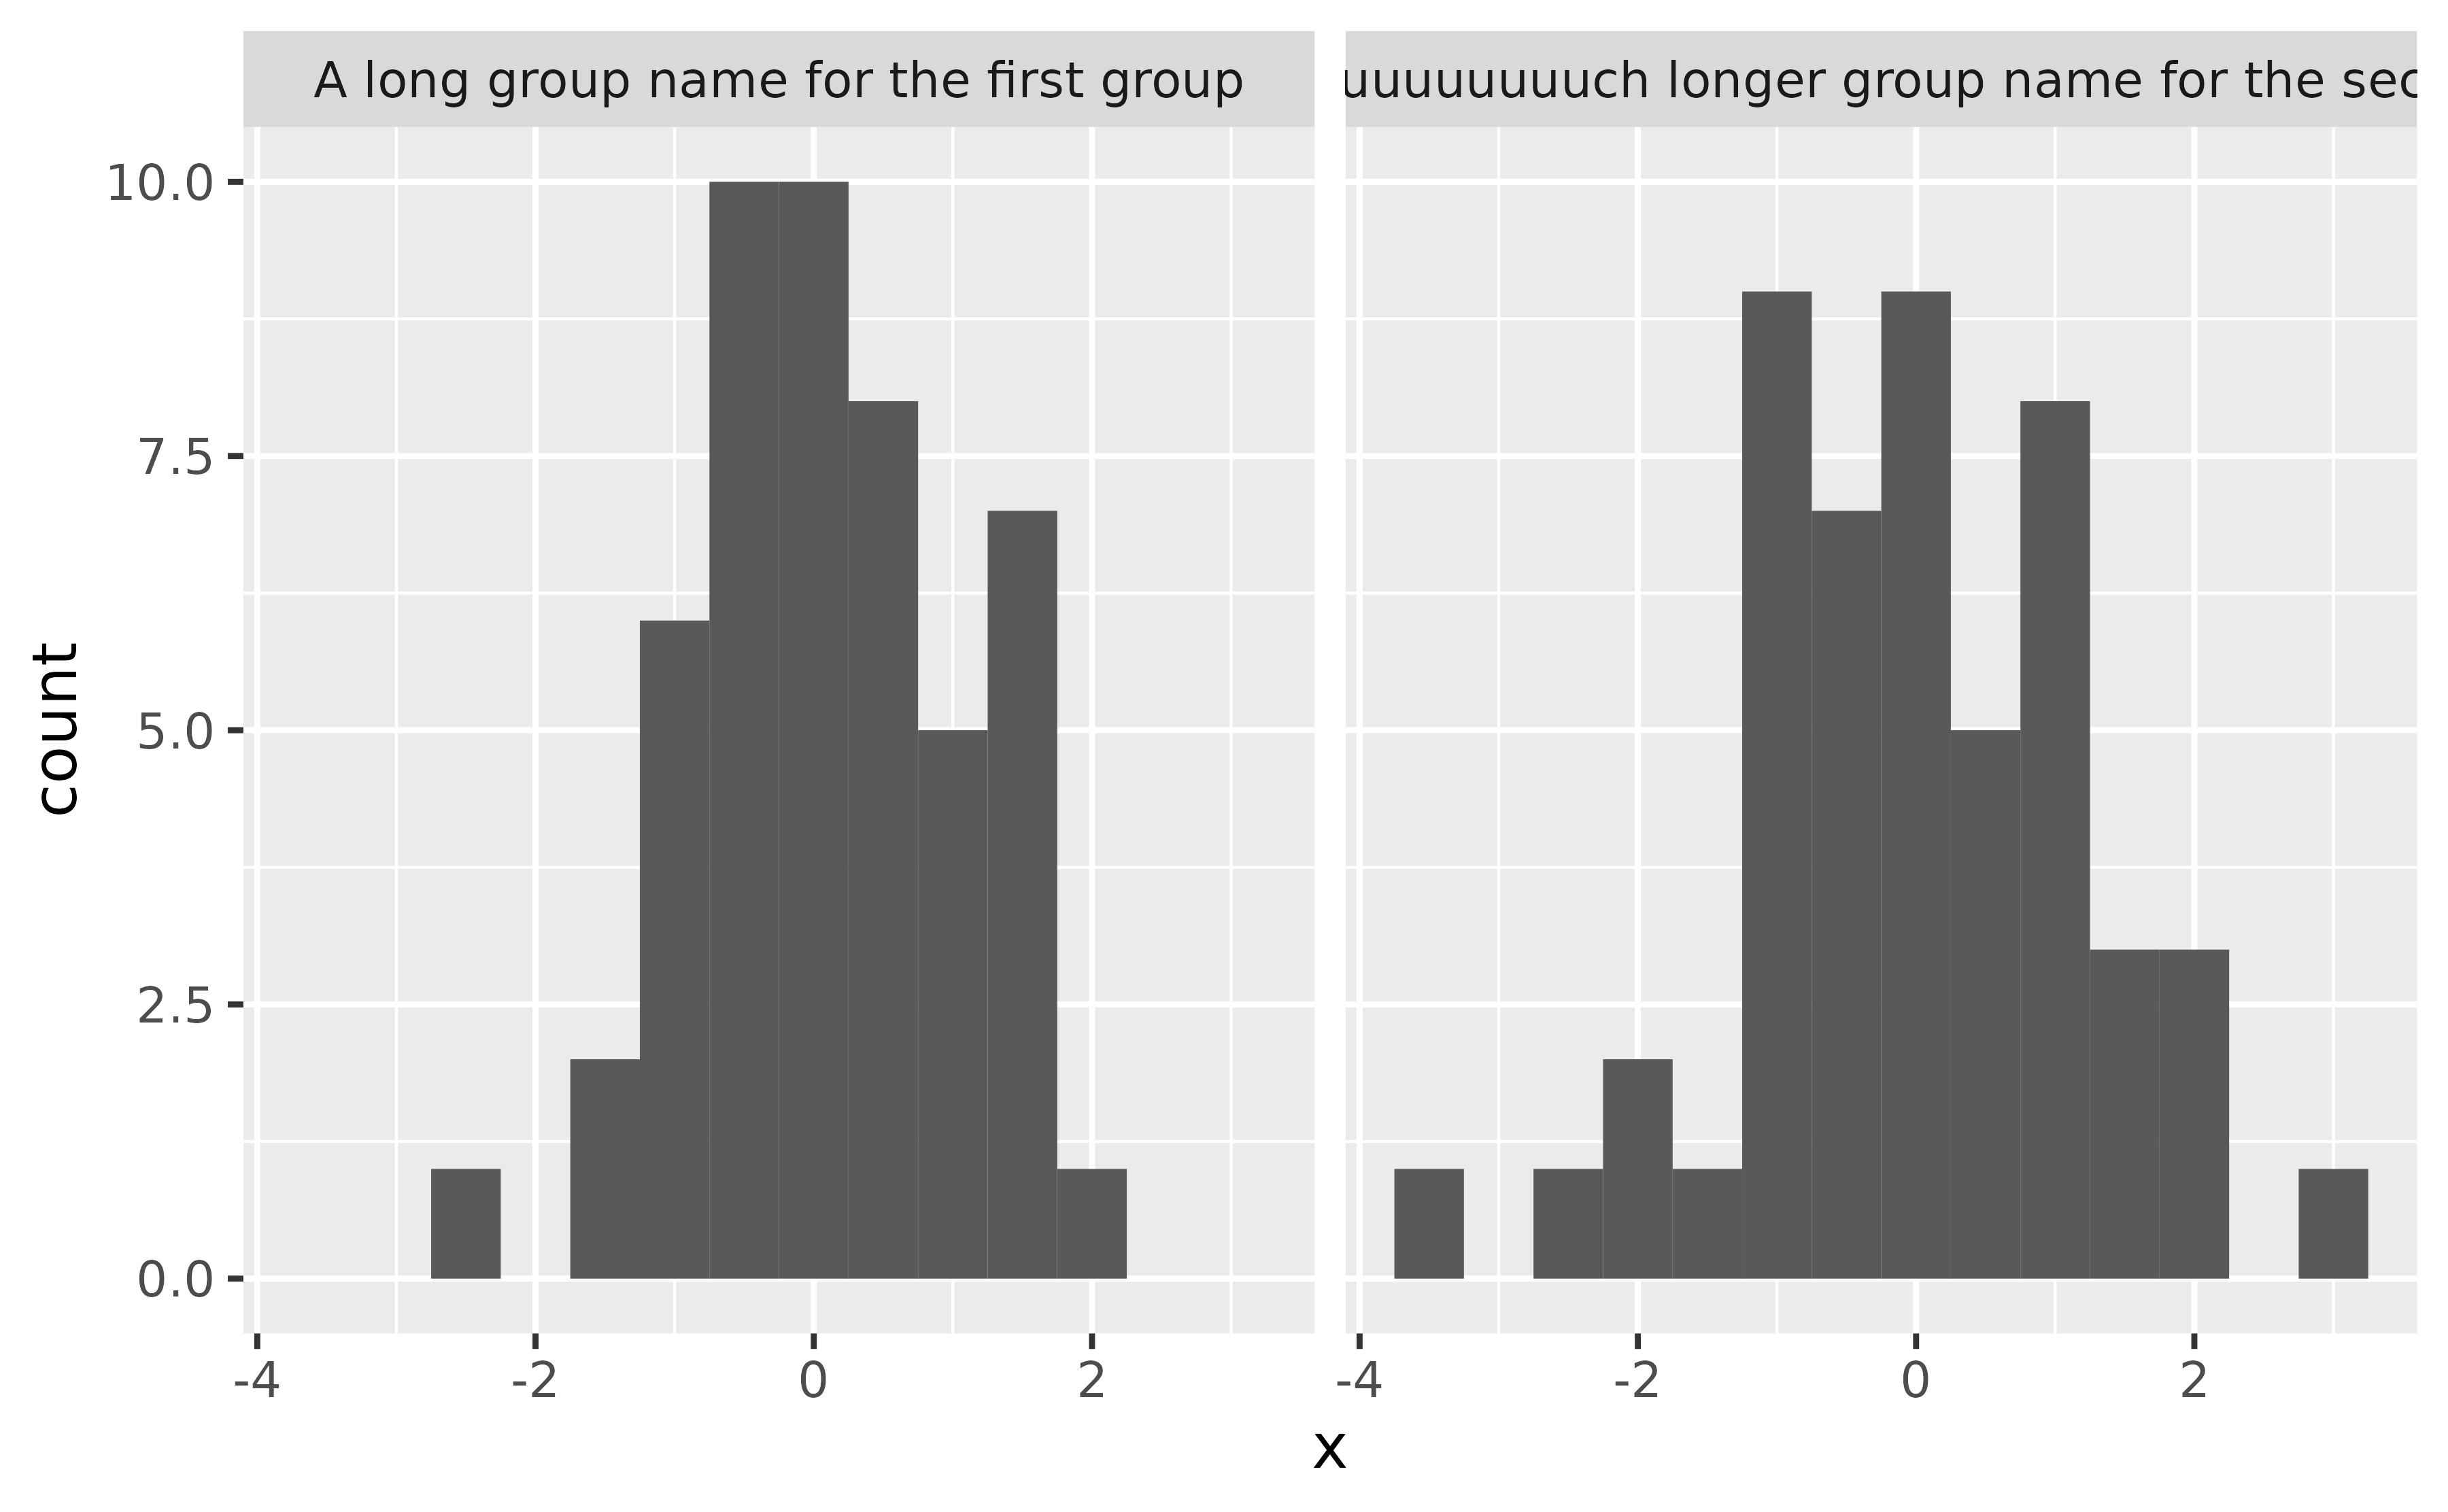 A long group name for the first group
uuuuuuuuch longer group name for the sec
10.0
7.5
5.0
2.5
0.0
count
-4 -2 0 2
-4 -2 0 2
x